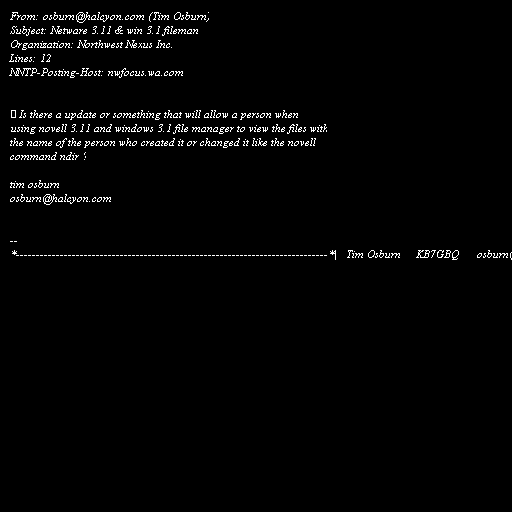 From: osburn@halcyon.com (Tim Osburn)
Subject: Netware 3.11 & win 3.1 fileman
Organization: Northwest Nexus Inc.
Lines: 12
NNTP-Posting-Host: nwfocus.wa.com
Is there a update or something that will allow a person when
using novell 3.11 and windows 3.1 file manager to view the files with
the name of the person who created it or changed it like the novell
command ndir ?
tim osburn
osburn@halcyon.com
--
*------------------------------------------------------------------------------*| Tim Osburn KB7GBQ osburn@